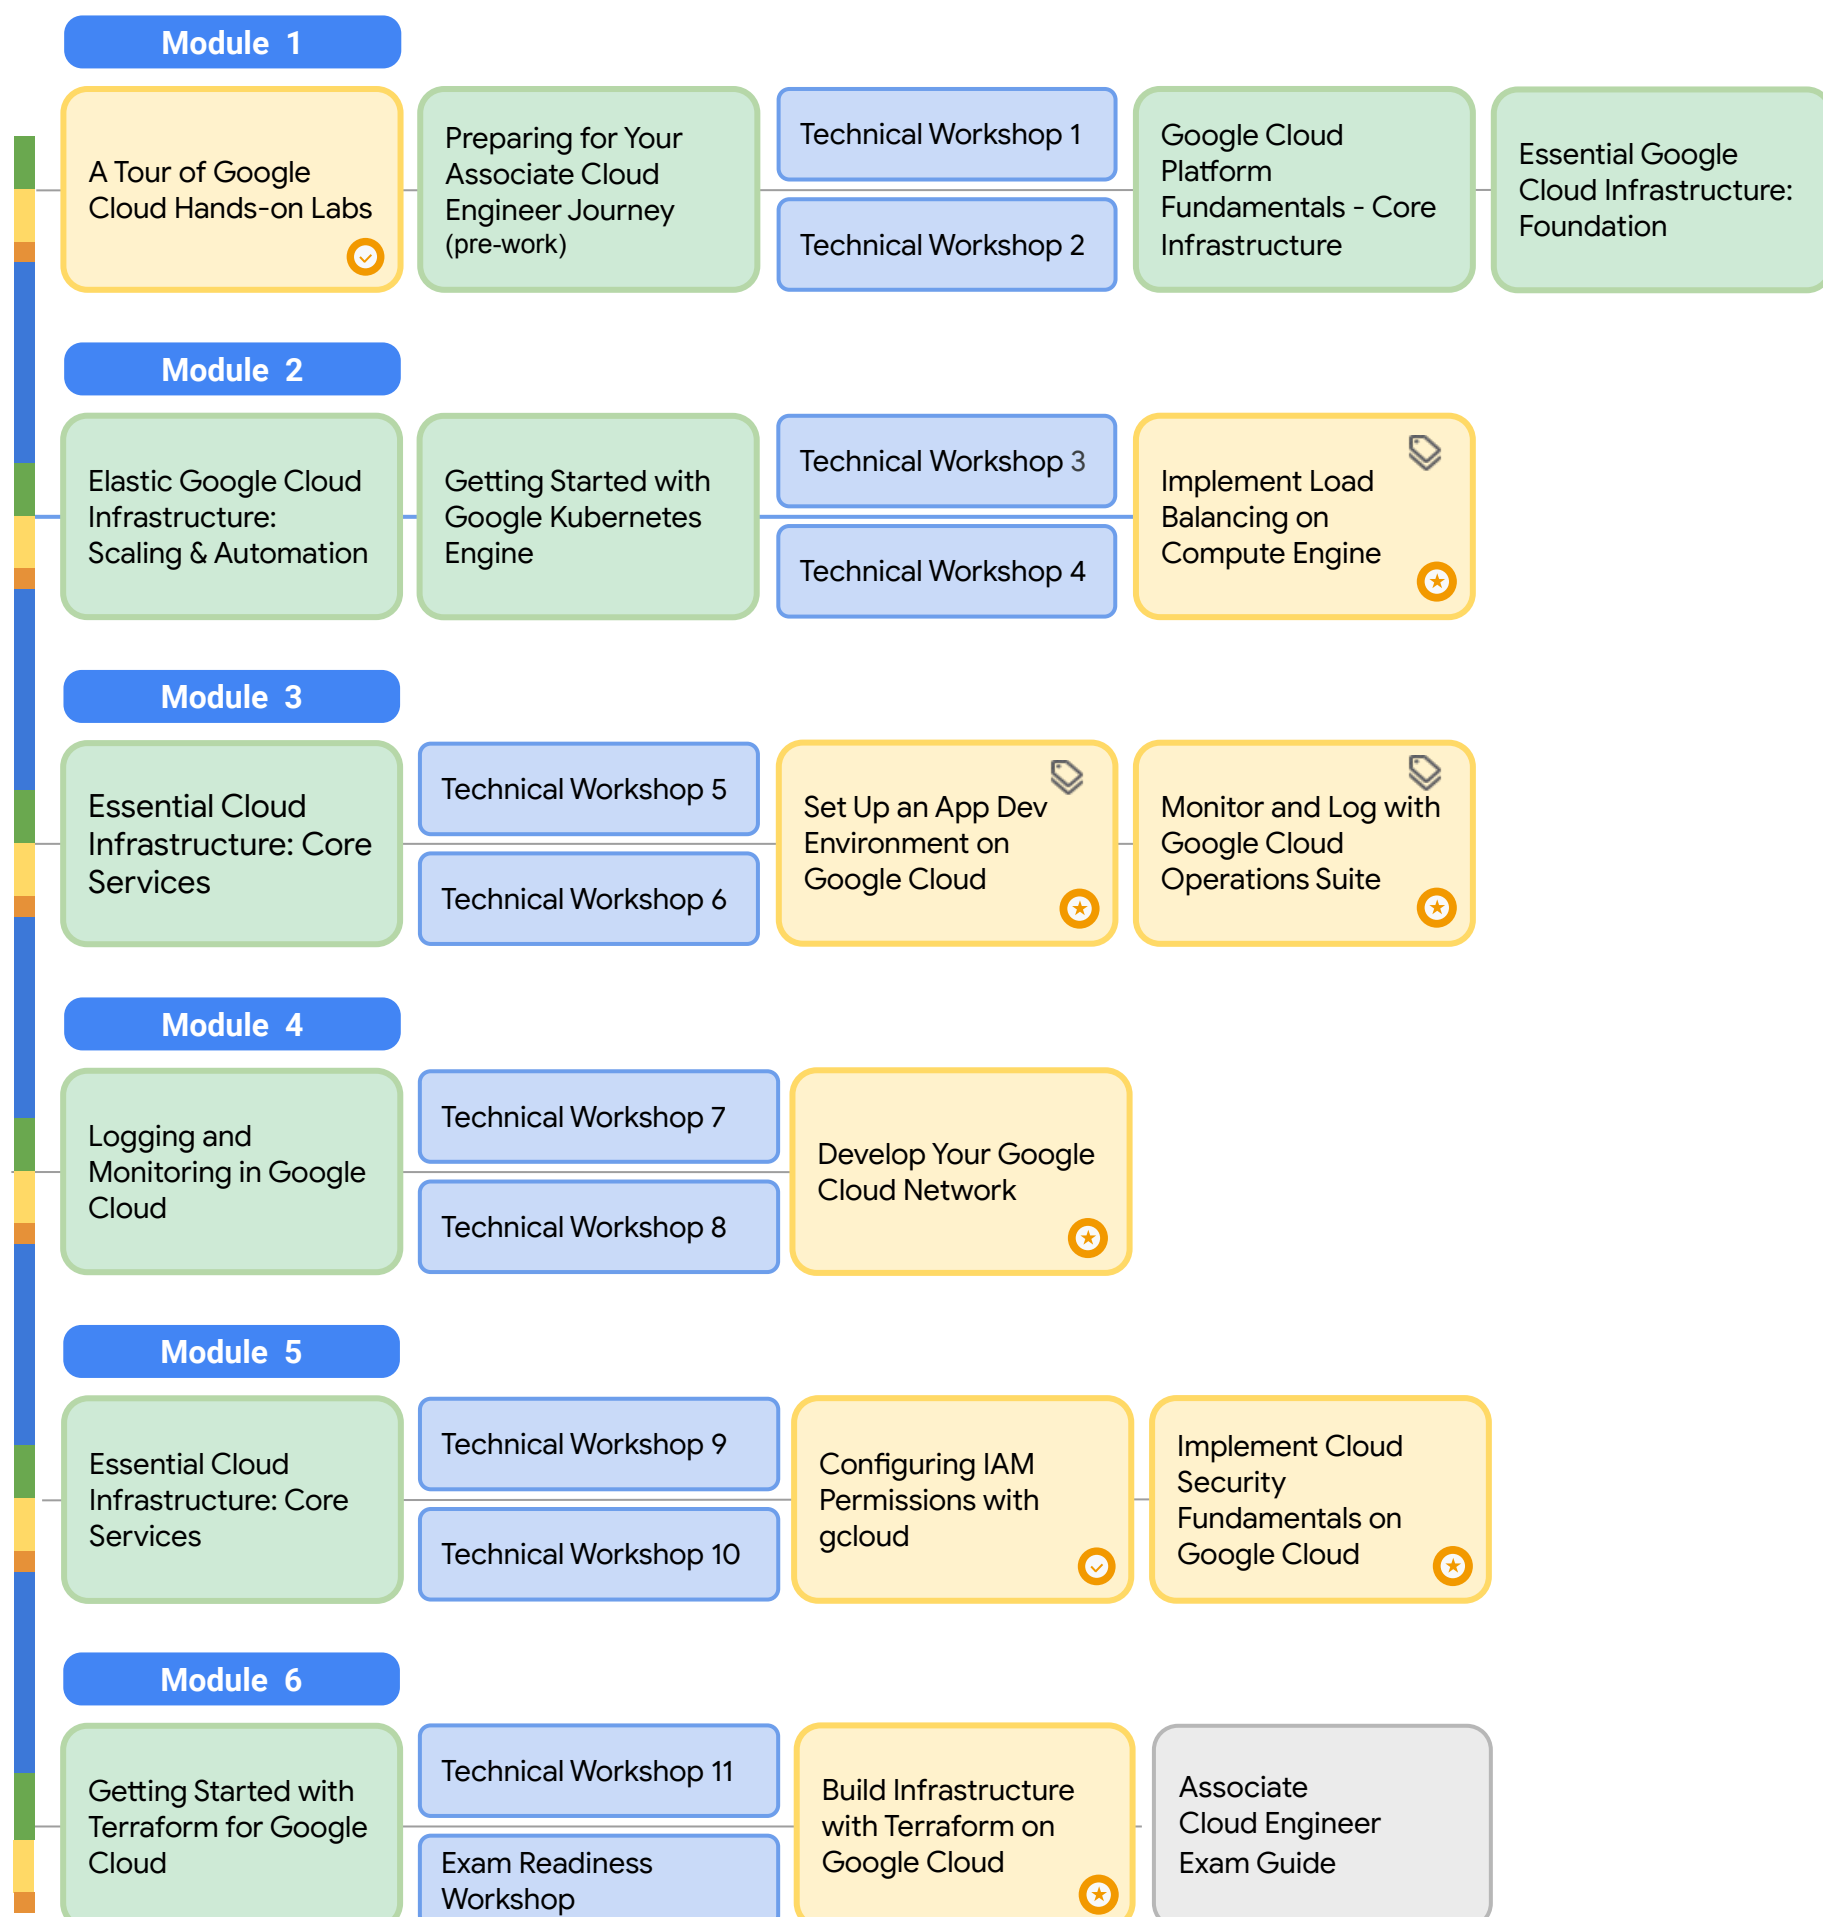 Module 1
A Tour of Google
Cloud Hands-on Labs
Preparing for Your
Associate Cloud
Engineer Journey
(pre-work)
Technical Workshop 1
Technical Workshop 2
Google Cloud
Platform
Fundamentals - Core
Infrastructure
Essential Google
Cloud Infrastructure:
Foundation
Module 2
Elastic Google Cloud
Infrastructure:
Scaling & Automation
Getting Started with
Google Kubernetes
Engine
Technical Workshop 3
Technical Workshop 4
Implement Load
Balancing on
Compute Engine
Module 3
Essential Cloud
Infrastructure: Core
Services
Technical Workshop 5
Technical Workshop 6
Set Up an App Dev
Environment on
Google Cloud
Monitor and Log with
Google Cloud
Operations Suite
Module 4
Logging and
Monitoring in Google
Cloud
Technical Workshop 7
Technical Workshop 8
Develop Your Google
Cloud Network
Module 5
Essential Cloud
Infrastructure: Core
Services
Technical Workshop 9
Technical Workshop 10
Configuring IAM
Permissions with
gcloud
Implement Cloud
Security
Fundamentals on
Google Cloud
Module 6
Getting Started with
Terraform for Google
Cloud
Technical Workshop 11
Exam Readiness
Workshop
Build Infrastructure
with Terraform on
Google Cloud
Associate
Cloud Engineer
Exam Guide